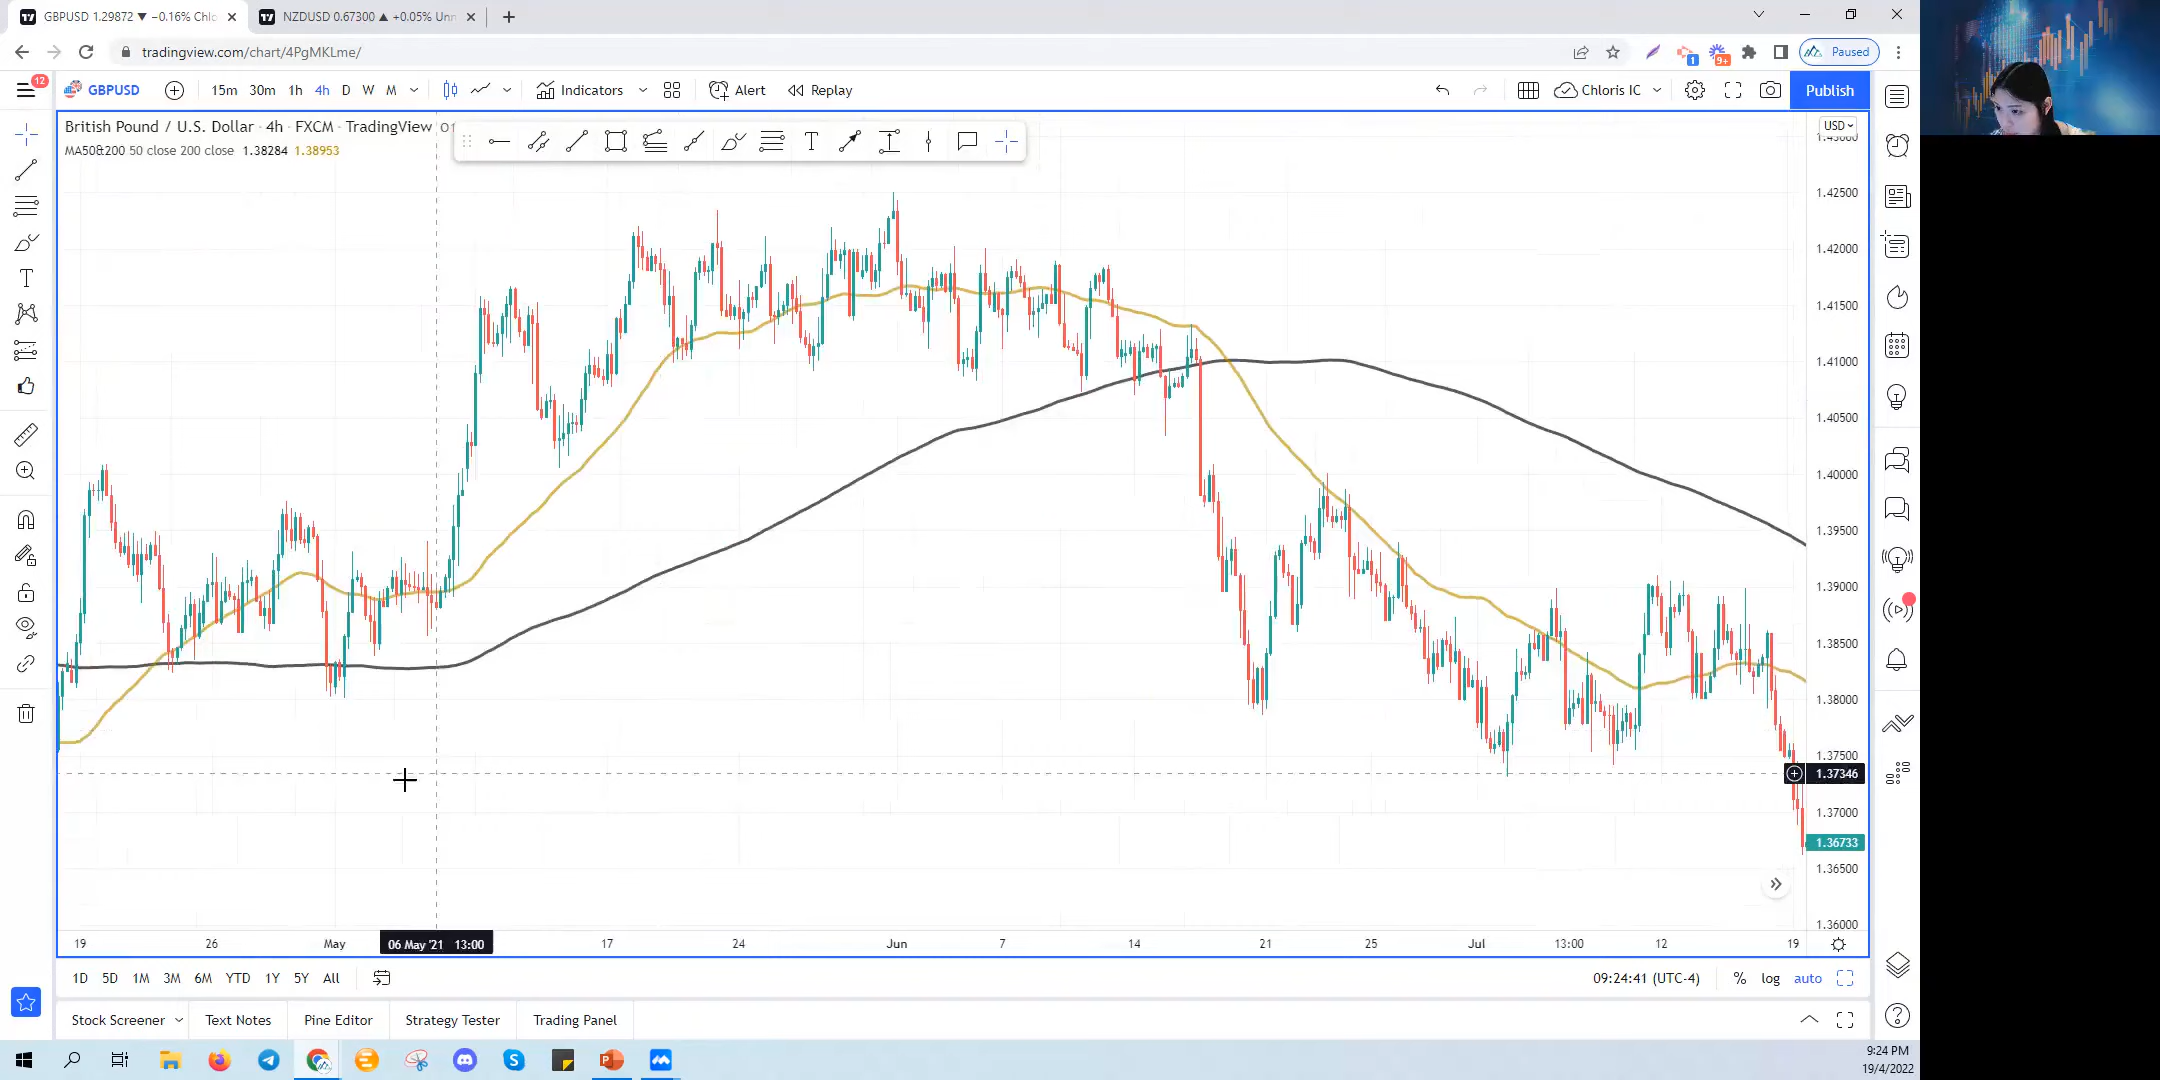 GBPUSD 1.29872 ▼ −0.16% Chlo
NZDUSD 0.67300 ▲ +0.05% Unn
tradingview.com/chart/4PgMKLme/
1
9+
Paused
12
GBPUSD
15m 30m 1h 4h D W M
Indicators
Alert
Replay
Chloris IC
Publish
British Pound / U.S. Dollar · 4h · FXCM · TradingView
USD
MA50&200 50 close 200 close 1.38284 1.38953
1.42500
1.42000
1.41500
1.41000
1.40500
1.40000
1.39500
1.39000
1.38500
1.38000
1.37500
1.37346
1.37000
1.36733
1.36500
1.36000
19 26 May 06 May '21 13:00 17 24 Jun 7 14 21 25 Jul 13:00 12 19
1D 5D 1M 3M 6M YTD 1Y 5Y All
09:24:41 (UTC-4) % log auto
Stock Screener Text Notes Pine Editor Strategy Tester Trading Panel
9:24 PM
19/4/2022